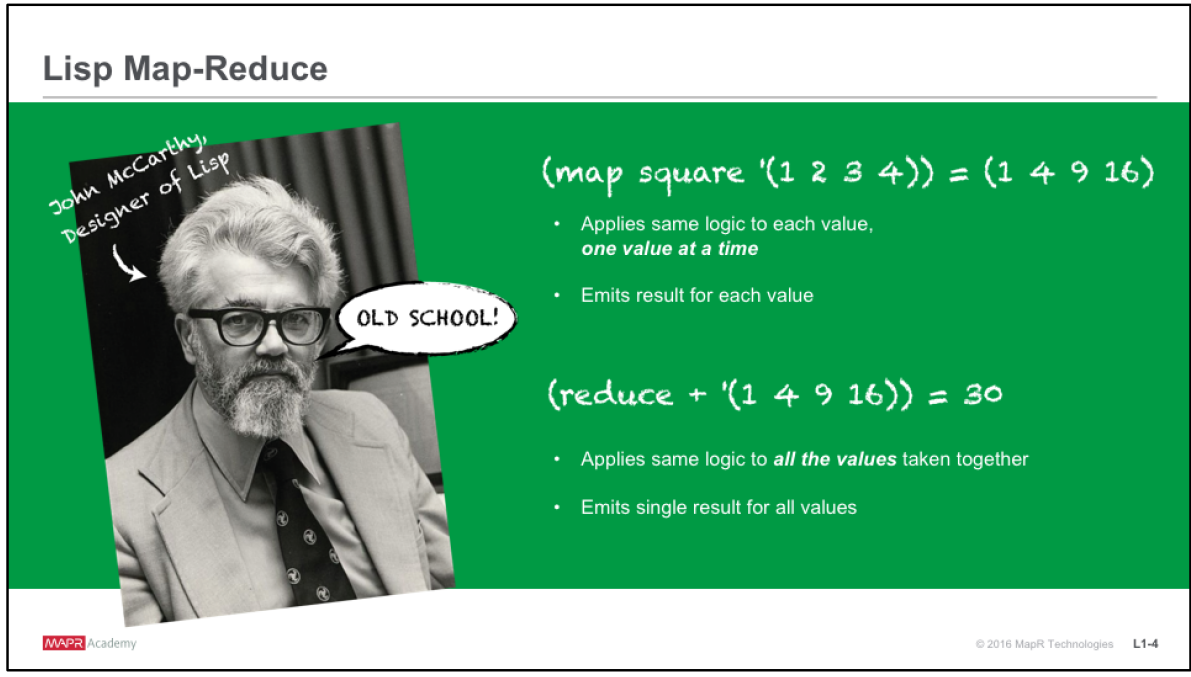 Lisp Map-Reduce
John McCarthy,
Designer of Lisp
OLD SCHOOL!
(map square '(1 2 3 4)) = (1 4 9 16)
• Applies same logic to each value,
one value at a time
• Emits result for each value
(reduce + '(1 4 9 16)) = 30
• Applies same logic to all the values taken together
• Emits single result for all values
MAPR Academy
© 2016 MapR Technologies L1-4